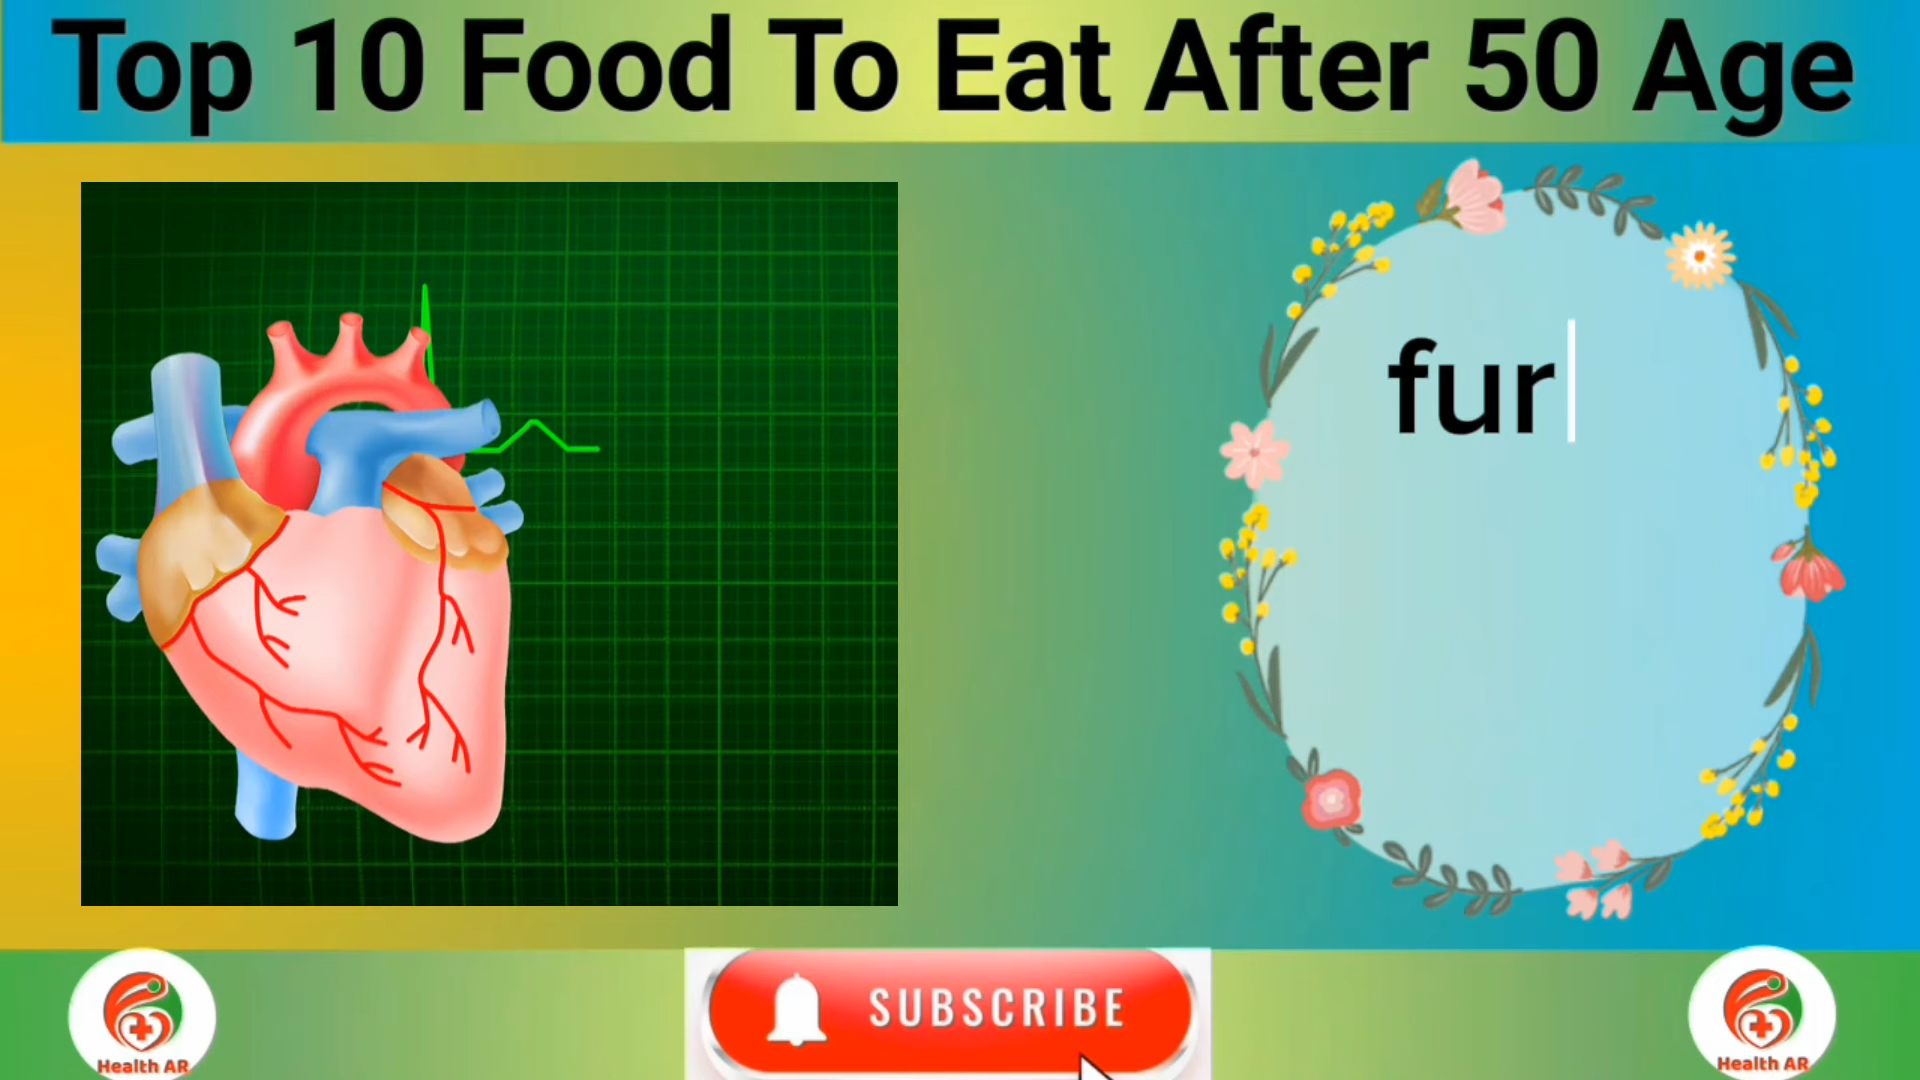 Top 10 Food To Eat After 50 Age
fur
SUBSCRIBE
Health AR
Health AR